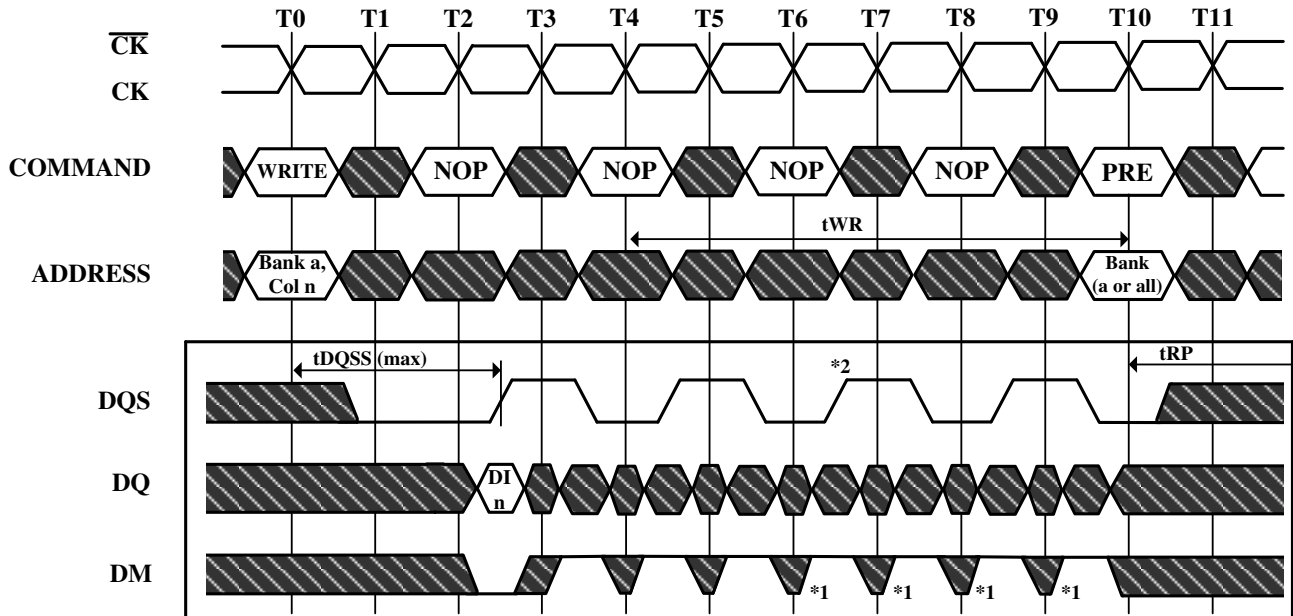 T0 T1 T2 T3 T4 T5 T6 T7 T8 T9 T10 T11
CK
CK
COMMAND WRITE NOP NOP NOP NOP PRE
tWR
ADDRESS Bank a, Bank
Col n (a or all)
tDQSS (max) *2 tRP
DQS
DQ DI
n
DM *1 *1 *1 *1